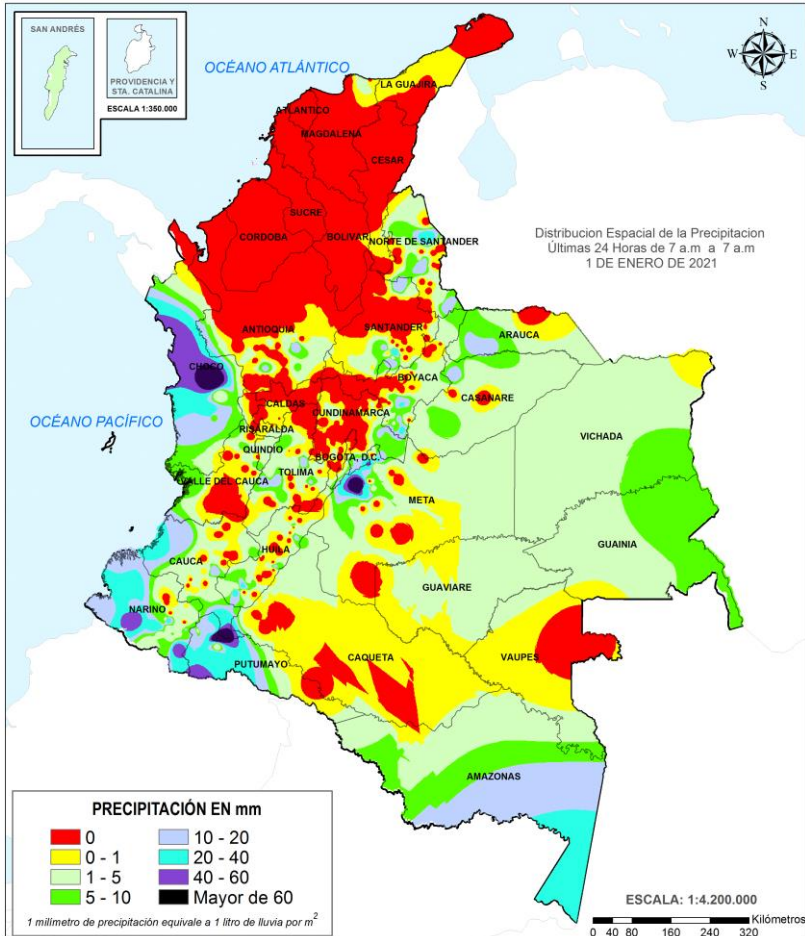 SAN ANDRÉS
PROVIDENCIA Y
STA. CATALINA
ESCALA 1:350.000
OCÉANO ATLÁNTICO
N
W
E
S
LA GUAJIRA
ATLANTICO
MAGDALENA
CESAR
SUCRE
CORDOBA
BOLIVAR
NORTE DE SANTANDER
Distribucion Espacial de la Precipitacion
Últimas 24 Horas de 7 a.m a 7 a.m
1 DE ENERO DE 2021
ANTIOQUIA
SANTANDER
ARAUCA
CHOCO
BOYACA
CASANARE
CALDAS
CUNDINAMARCA
OCÉANO PACÍFICO
RISARALDA
VICHADA
QUINDIO
BOGOTA, D.C.
TOLIMA
VALLE DEL CAUCA
META
GUAINIA
HUILA
CAUCA
GUAVIARE
NARIÑO
CAQUETA
VAUPES
PUTUMAYO
AMAZONAS
PRECIPITACIÓN EN mm
0
10 - 20
0 - 1
20 - 40
1 - 5
40 - 60
5 - 10
Mayor de 60
1 milímetro de precipitación equivale a 1 litro de lluvia por m²
ESCALA: 1:4.200.000
Kilómetros
0 40 80 160 240 320